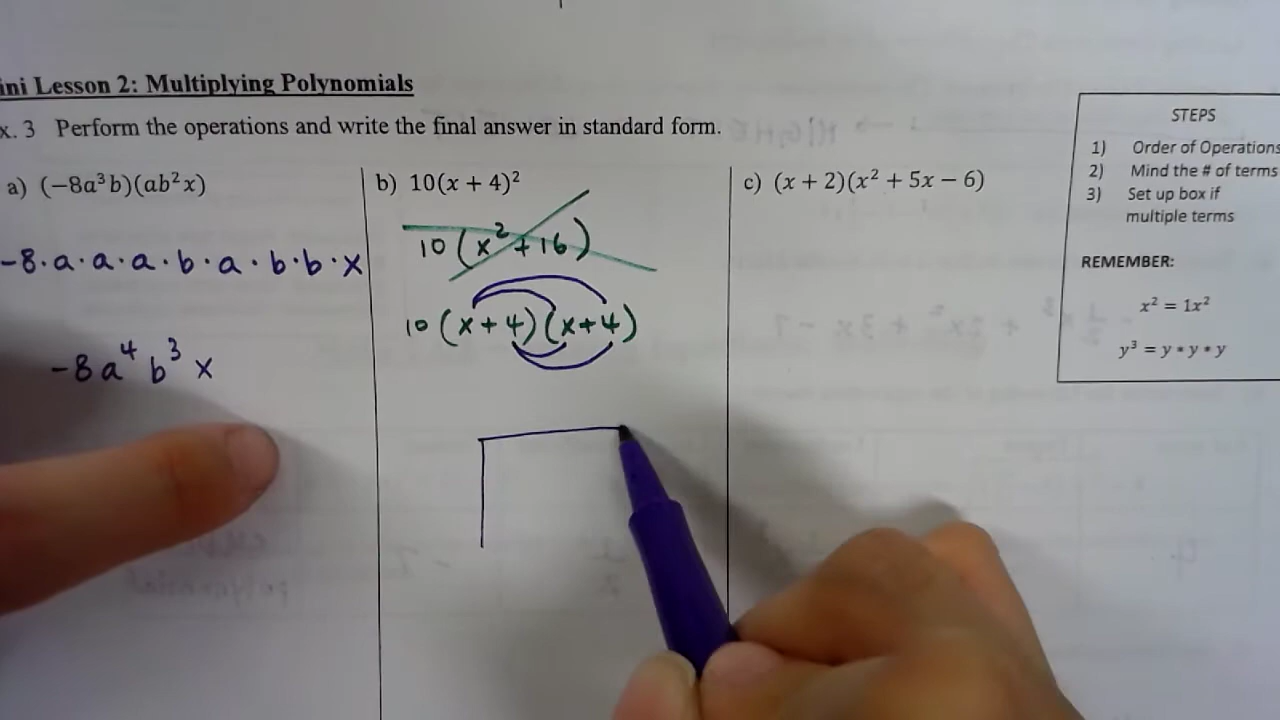 ini Lesson 2: Multiplying Polynomials
x. 3 Perform the operations and write the final answer in standard form.
a) (−8a³b)(ab²x)
-8·a·a·a·b·a·b·b·x
-8a⁴b³x
b) 10(x + 4)²
10(x²+16)
10(x+4)(x+4)
c) (x + 2)(x² + 5x − 6)
STEPS
1) Order of Operations
2) Mind the # of terms
3) Set up box if
multiple terms
REMEMBER:
x² = 1x²
y³ = y * y * y